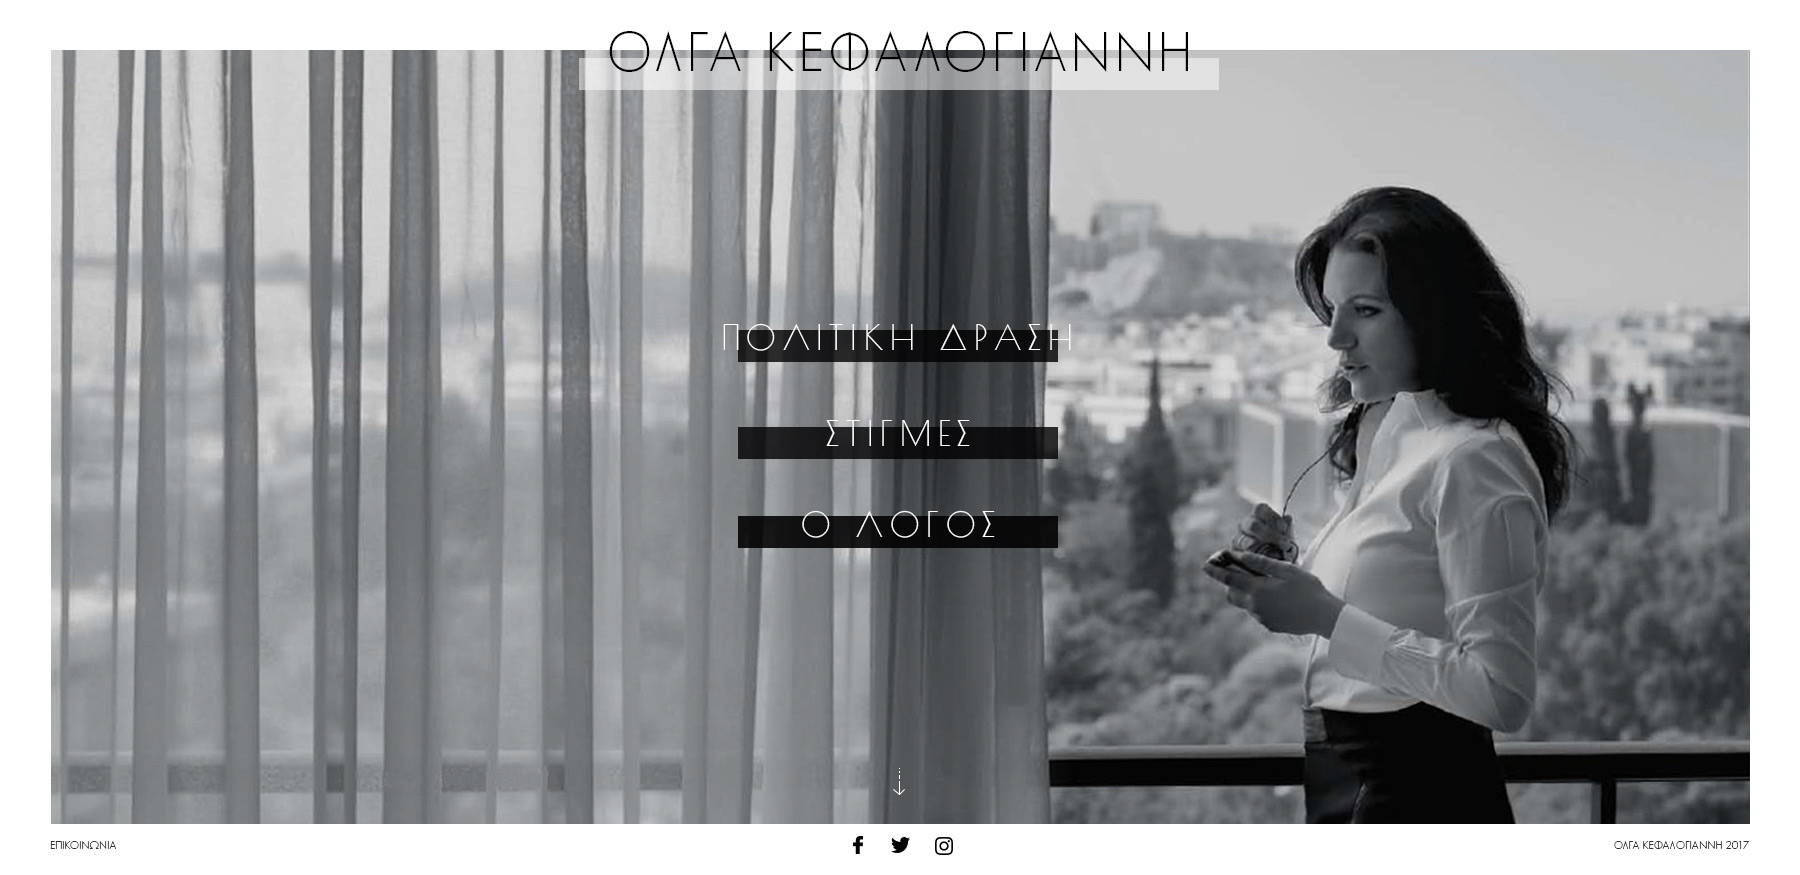 ΟΛΓΑ ΚΕΦΑΛΟΓΙΑΝΝΗ
ΠΟΛΙΤΙΚΗ ΔΡΑΣΗ
ΣΤΙΓΜΕΣ
Ο ΛΟΓΟΣ
ΕΠΙΚΟΙΝΩΝΙΑ
ΟΛΓΑ ΚΕΦΑΛΟΓΙΑΝΝΗ 2017